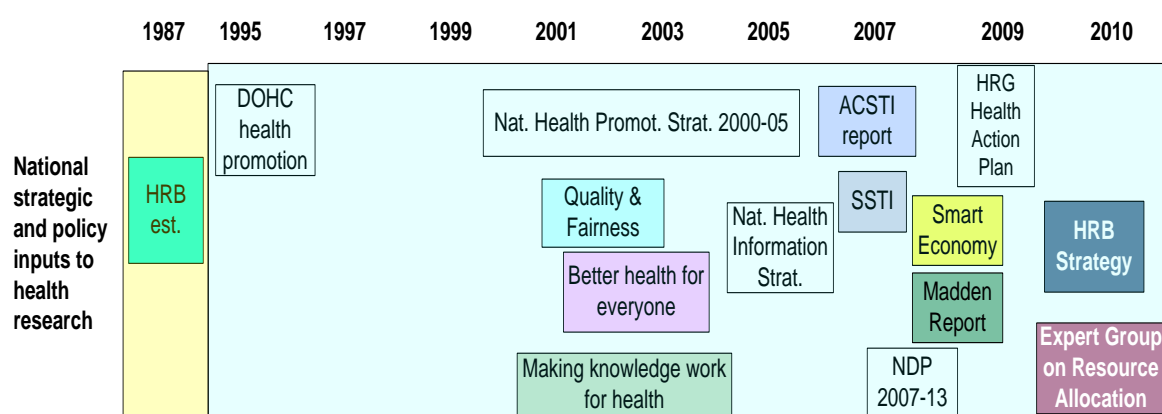 1987 1995 1997 1999 2001 2003 2005 2007 2009 2010
National
strategic
and policy
inputs to
health
research
HRB
est.
DOHC
health
promotion
Nat. Health Promot. Strat. 2000-05
ACSTI
report
HRG
Health
Action
Plan
Quality &
Fairness
Nat. Health
Information
Strat.
SSTI
Smart
Economy
HRB
Strategy
Better health for
everyone
Madden
Report
Making knowledge work
for health
NDP
2007-13
Expert Group
on Resource
Allocation